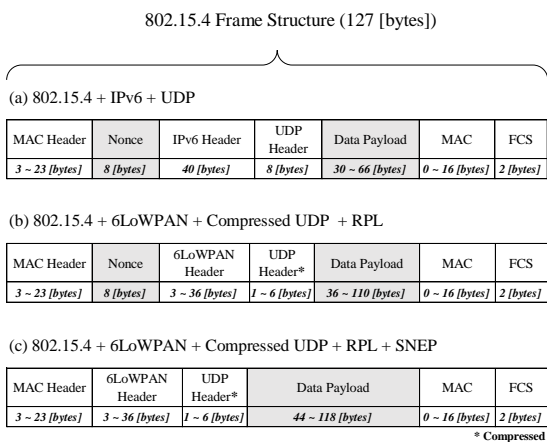 802.15.4 Frame Structure (127 [bytes])
(a) 802.15.4 + IPv6 + UDP
MAC Header Nonce IPv6 Header UDP Header Data Payload MAC FCS
3 ~ 23 [bytes] 8 [bytes] 40 [bytes] 8 [bytes] 30 ~ 66 [bytes] 0 ~ 16 [bytes] 2 [bytes]
(b) 802.15.4 + 6LoWPAN + Compressed UDP + RPL
MAC Header Nonce 6LoWPAN Header UDP Header* Data Payload MAC FCS
3 ~ 23 [bytes] 8 [bytes] 3 ~ 36 [bytes] 1 ~ 6 [bytes] 36 ~ 110 [bytes] 0 ~ 16 [bytes] 2 [bytes]
(c) 802.15.4 + 6LoWPAN + Compressed UDP + RPL + SNEP
MAC Header 6LoWPAN Header UDP Header* Data Payload MAC FCS
3 ~ 23 [bytes] 3 ~ 36 [bytes] 1 ~ 6 [bytes] 44 ~ 118 [bytes] 0 ~ 16 [bytes] 2 [bytes]
* Compressed